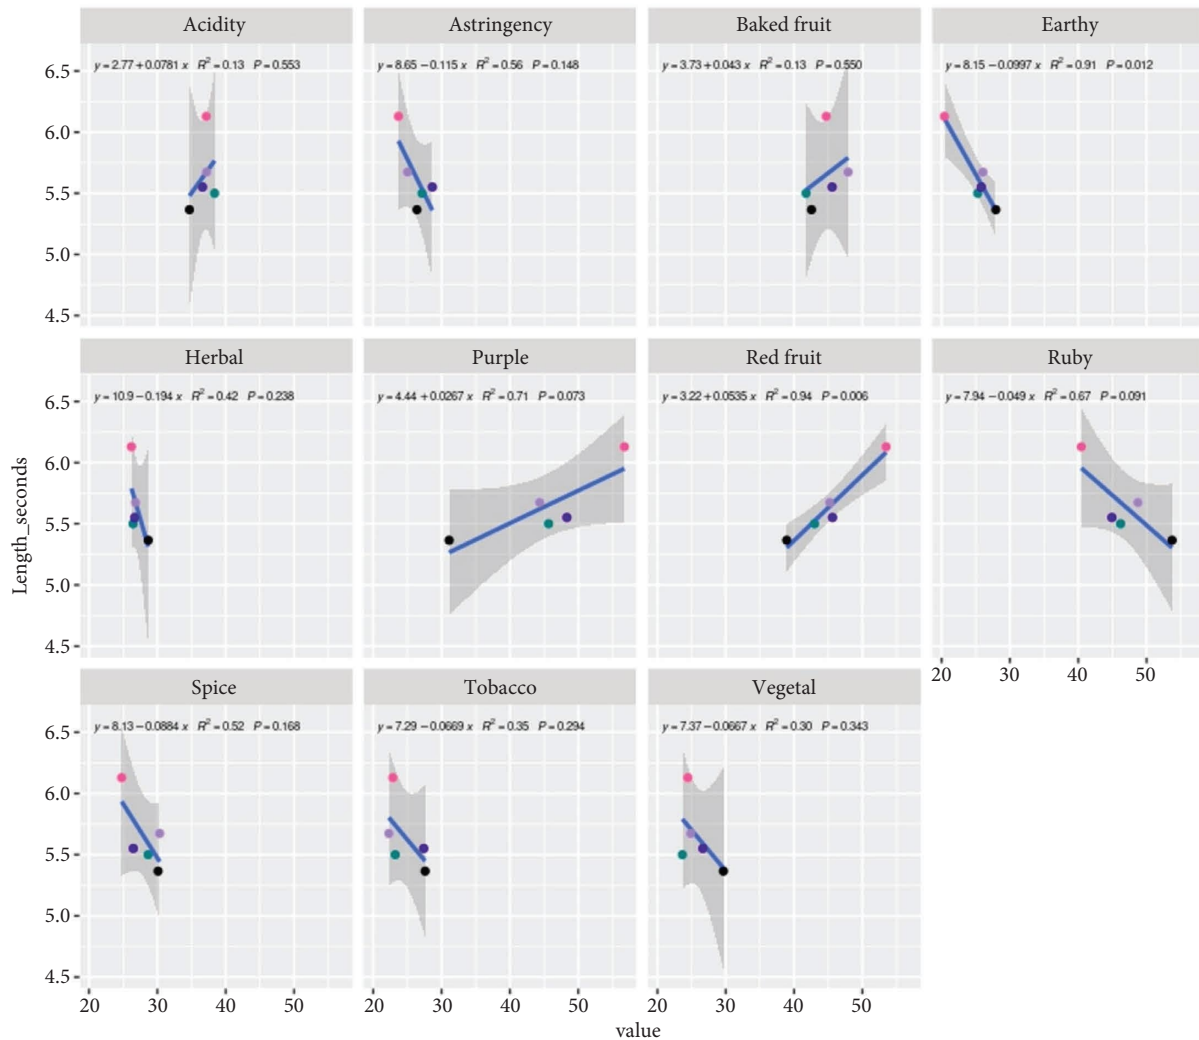 Acidity Astringency Baked fruit Earthy
y = 2.77 + 0.0781 x R² = 0.13 P = 0.553
y = 8.65 − 0.115 x R² = 0.56 P = 0.148
y = 3.73 + 0.043 x R² = 0.13 P = 0.550
y = 8.15 − 0.0997 x R² = 0.91 P = 0.012
6.5
6.0
5.5
5.0
4.5
Herbal Purple Red fruit Ruby
y = 10.9 − 0.194 x R² = 0.42 P = 0.238
y = 4.44 + 0.0267 x R² = 0.71 P = 0.073
y = 3.22 + 0.0535 x R² = 0.94 P = 0.006
y = 7.94 − 0.049 x R² = 0.67 P = 0.091
6.5
6.0
5.5
5.0
4.5
Length_seconds
20 30 40 50
Spice Tobacco Vegetal
y = 8.13 − 0.0884 x R² = 0.52 P = 0.168
y = 7.29 − 0.0669 x R² = 0.35 P = 0.294
y = 7.37 − 0.0667 x R² = 0.30 P = 0.343
6.5
6.0
5.5
5.0
4.5
20 30 40 50
20 30 40 50
20 30 40 50
value